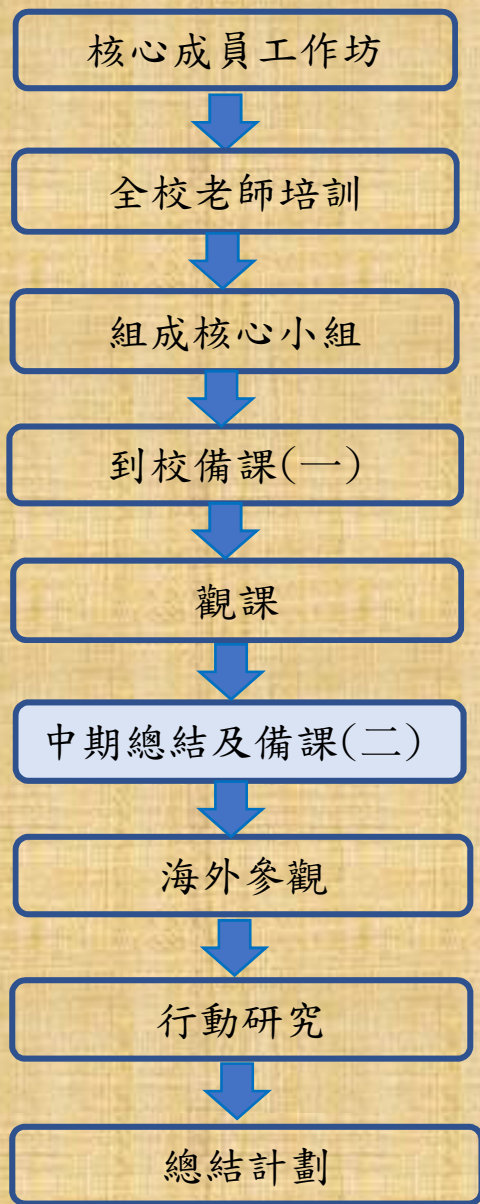 核心成員工作坊
全校老師培訓
組成核心小組
到校備課(一)
觀課
中期總結及備課(二)
海外參觀
行動研究
總結計劃